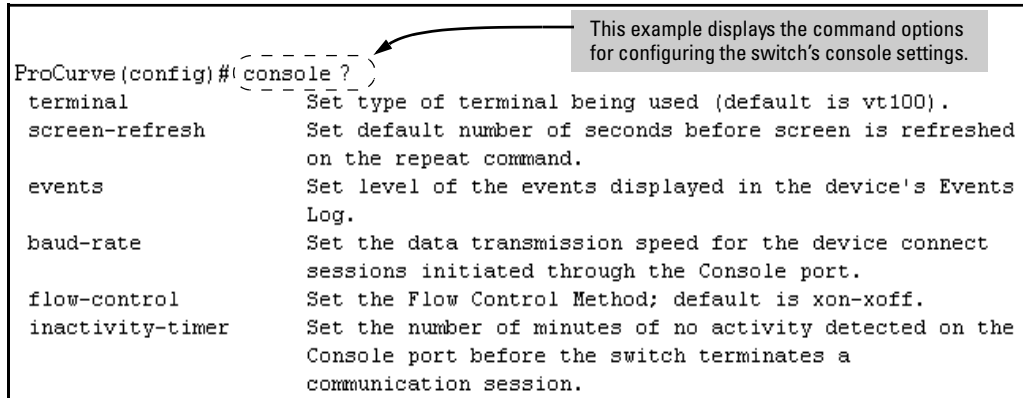 This example displays the command options
for configuring the switch's console settings.
ProCurve(config)# console ?
terminal Set type of terminal being used (default is vt100).
screen-refresh Set default number of seconds before screen is refreshed
on the repeat command.
events Set level of the events displayed in the device's Events
Log.
baud-rate Set the data transmission speed for the device connect
sessions initiated through the Console port.
flow-control Set the Flow Control Method; default is xon-xoff.
inactivity-timer Set the number of minutes of no activity detected on the
Console port before the switch terminates a
communication session.